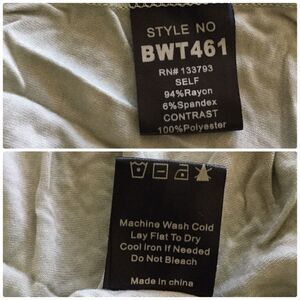 STYLE NO
BWT461
RN# 133793
SELF
94%Rayon
6%Spandex
CONTRAST
100%Polyester
Machine Wash Cold
Lay Flat To Dry
Cool Iron If Needed
Do Not Bleach
Made in china